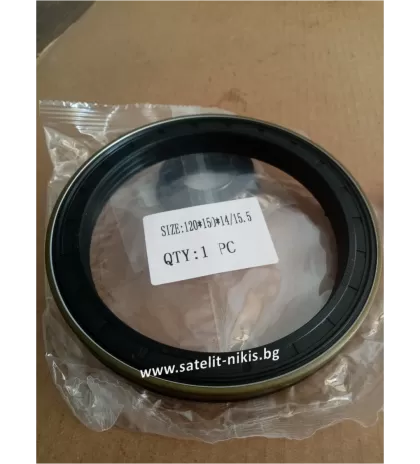 SIZE:120*150*14/15.5
QTY:1 PC
www.satelit-nikis.bg